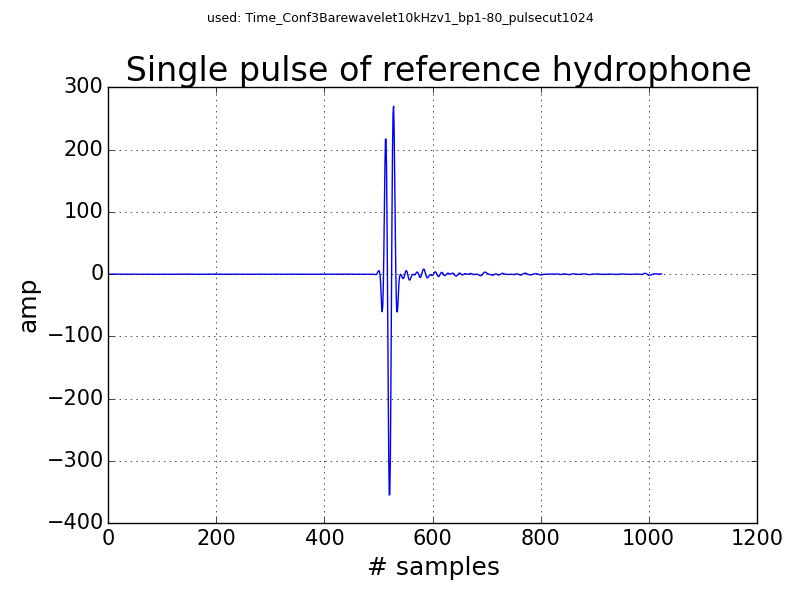 used: Time_Conf3Barewavelet10kHzv1_bp1-80_pulsecut1024
Single pulse of reference hydrophone
300
200
100
0
−100
−200
−300
−400
amp
0 200 400 600 800 1000 1200
# samples